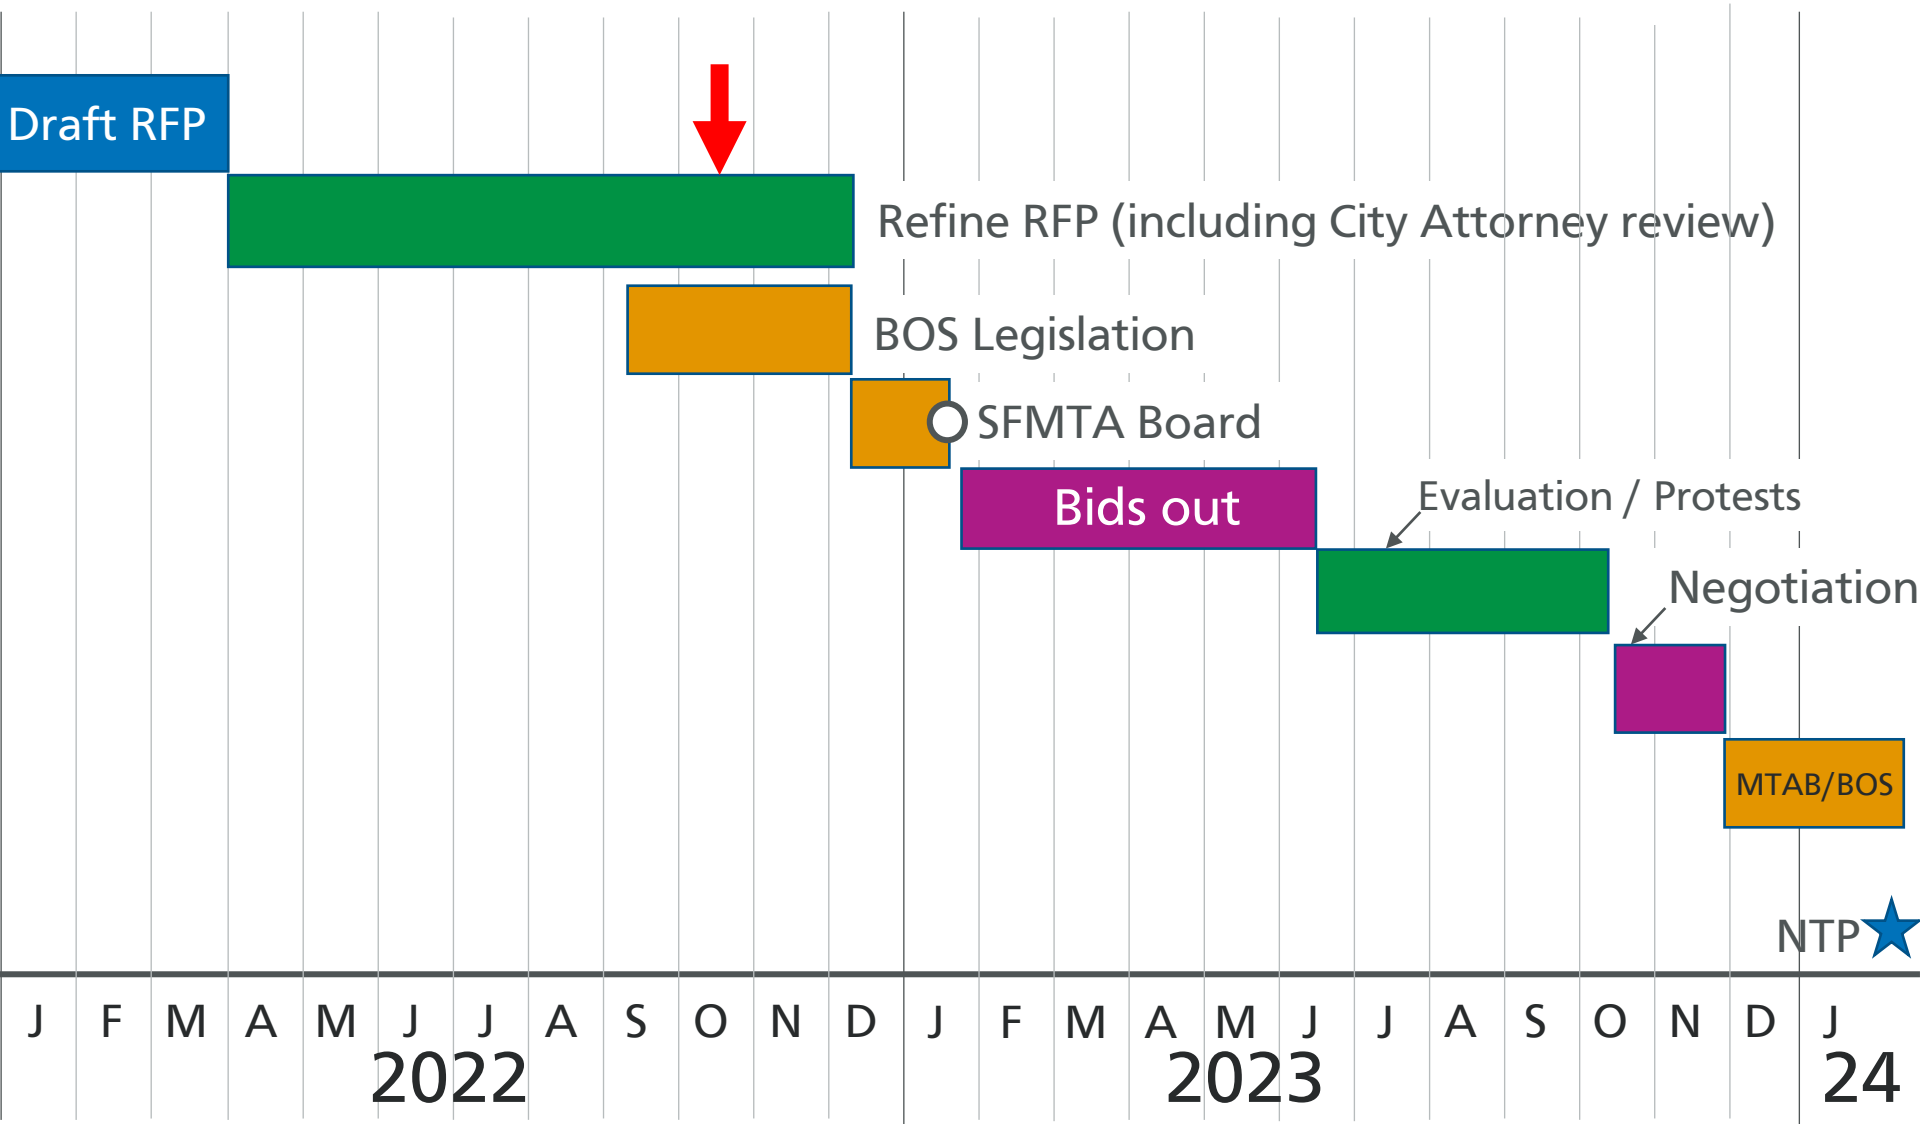 Draft RFP
Refine RFP (including City Attorney review)
BOS Legislation
SFMTA Board
Bids out
Evaluation / Protests
Negotiation
MTAB/BOS
NTP
J F M A M J J A S O N D J F M A M J J A S O N D J
2022 2023 24